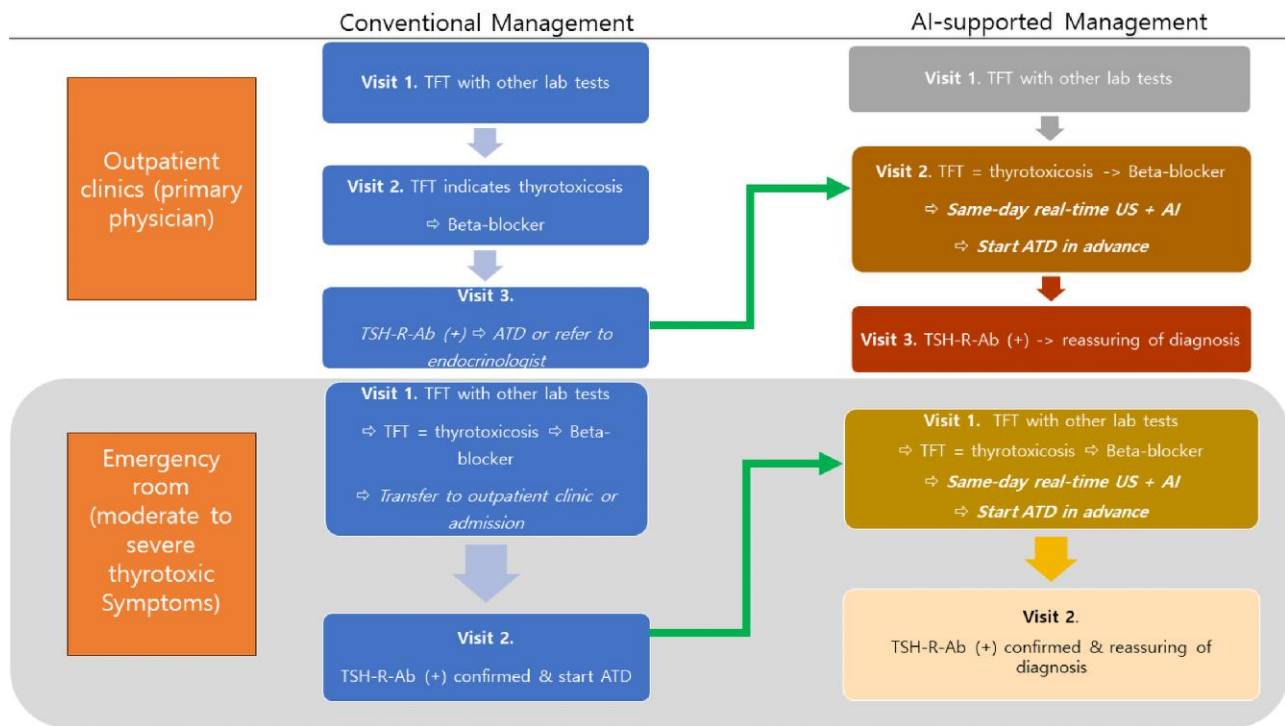 Conventional Management
AI-supported Management
Outpatient
clinics (primary
physician)
Visit 1. TFT with other lab tests
Visit 2. TFT indicates thyrotoxicosis
⇨ Beta-blocker
Visit 3.
TSH-R-Ab (+) ⇨ ATD or refer to
endocrinologist
Visit 1. TFT with other lab tests
Visit 2. TFT = thyrotoxicosis -> Beta-blocker
⇨ Same-day real-time US + AI
⇨ Start ATD in advance
Visit 3. TSH-R-Ab (+) -> reassuring of diagnosis
Emergency
room
(moderate to
severe
thyrotoxic
Symptoms)
Visit 1. TFT with other lab tests
⇨ TFT = thyrotoxicosis ⇨ Beta-
blocker
⇨ Transfer to outpatient clinic or
admission
Visit 2.
TSH-R-Ab (+) confirmed & start ATD
Visit 1. TFT with other lab tests
⇨ TFT = thyrotoxicosis ⇨ Beta-blocker
⇨ Same-day real-time US + AI
⇨ Start ATD in advance
Visit 2.
TSH-R-Ab (+) confirmed & reassuring of
diagnosis